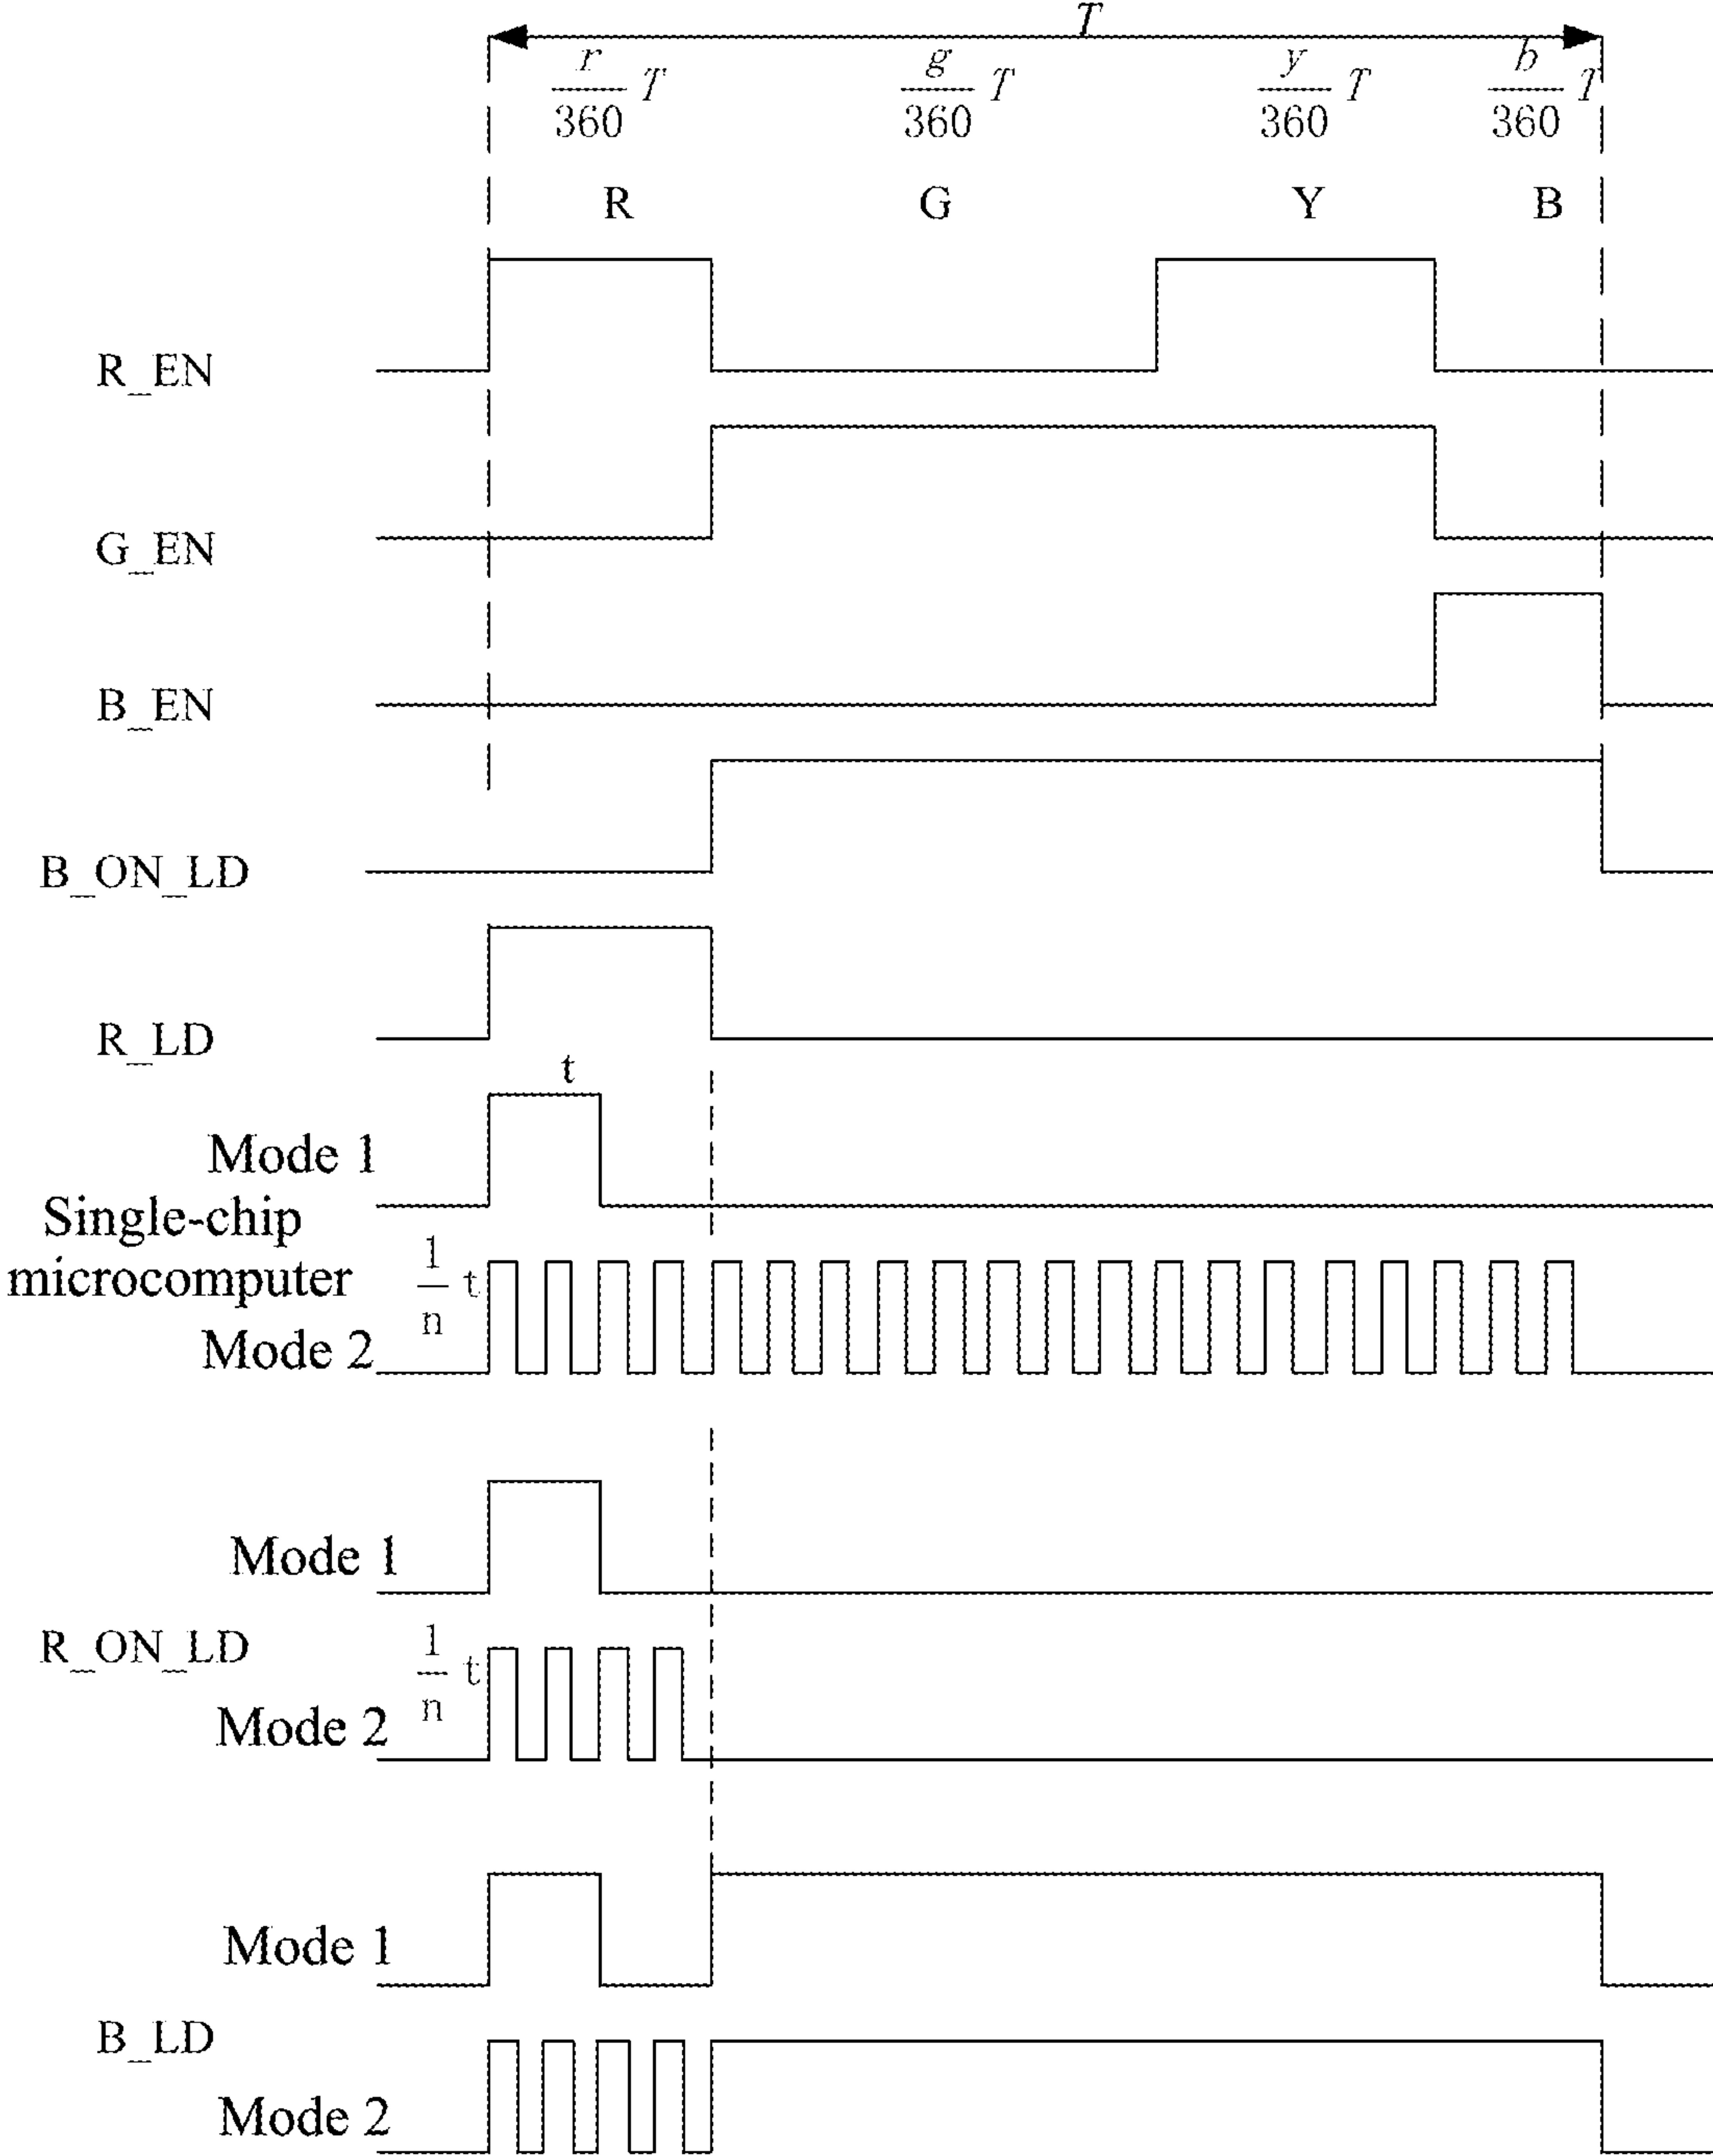 T
r/360 T g/360 T y/360 T b/360 T
R G Y B
R_EN
G_EN
B_EN
B_ON_LD
R_LD
t
Mode 1
Single-chip
microcomputer
1/n t
Mode 2
Mode 1
R_ON_LD
1/n t
Mode 2
Mode 1
B_LD
Mode 2